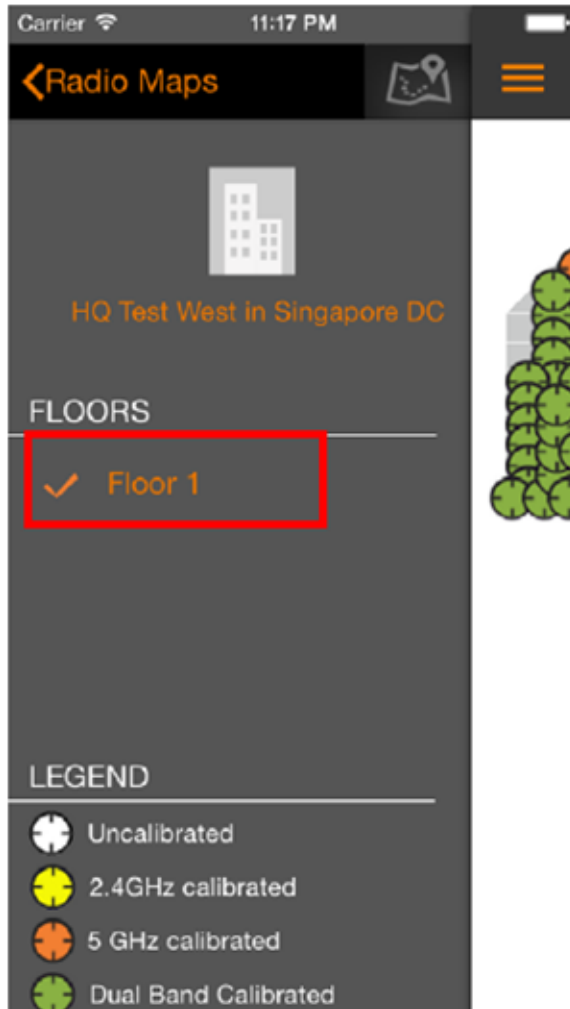 Carrier 11:17 PM
Radio Maps
HQ Test West in Singapore DC
FLOORS
Floor 1
LEGEND
Uncalibrated
2.4GHz calibrated
5 GHz calibrated
Dual Band Calibrated